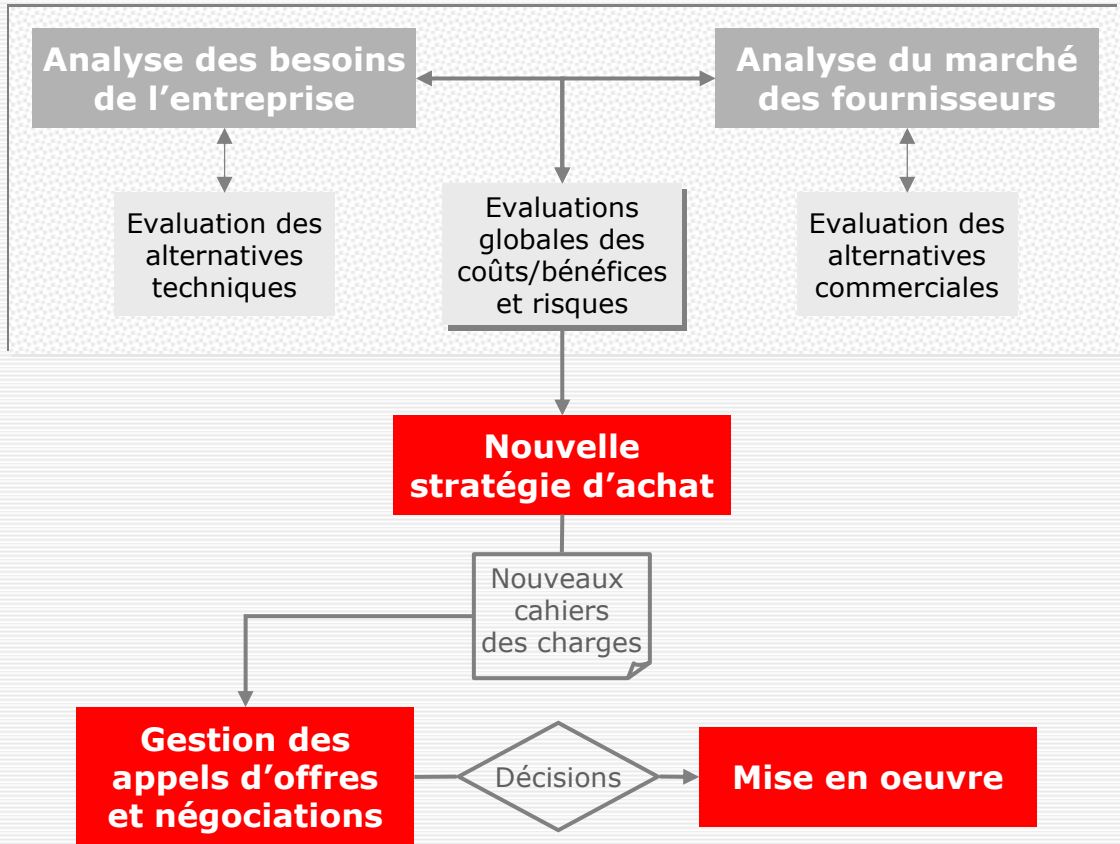 Analyse des besoins
de l’entreprise
Analyse du marché
des fournisseurs
Evaluation des
alternatives
techniques
Evaluations
globales des
coûts/bénéfices
et risques
Evaluation des
alternatives
commerciales
Nouvelle
stratégie d’achat
Nouveaux
cahiers
des charges
Gestion des
appels d’offres
et négociations
Décisions
Mise en oeuvre